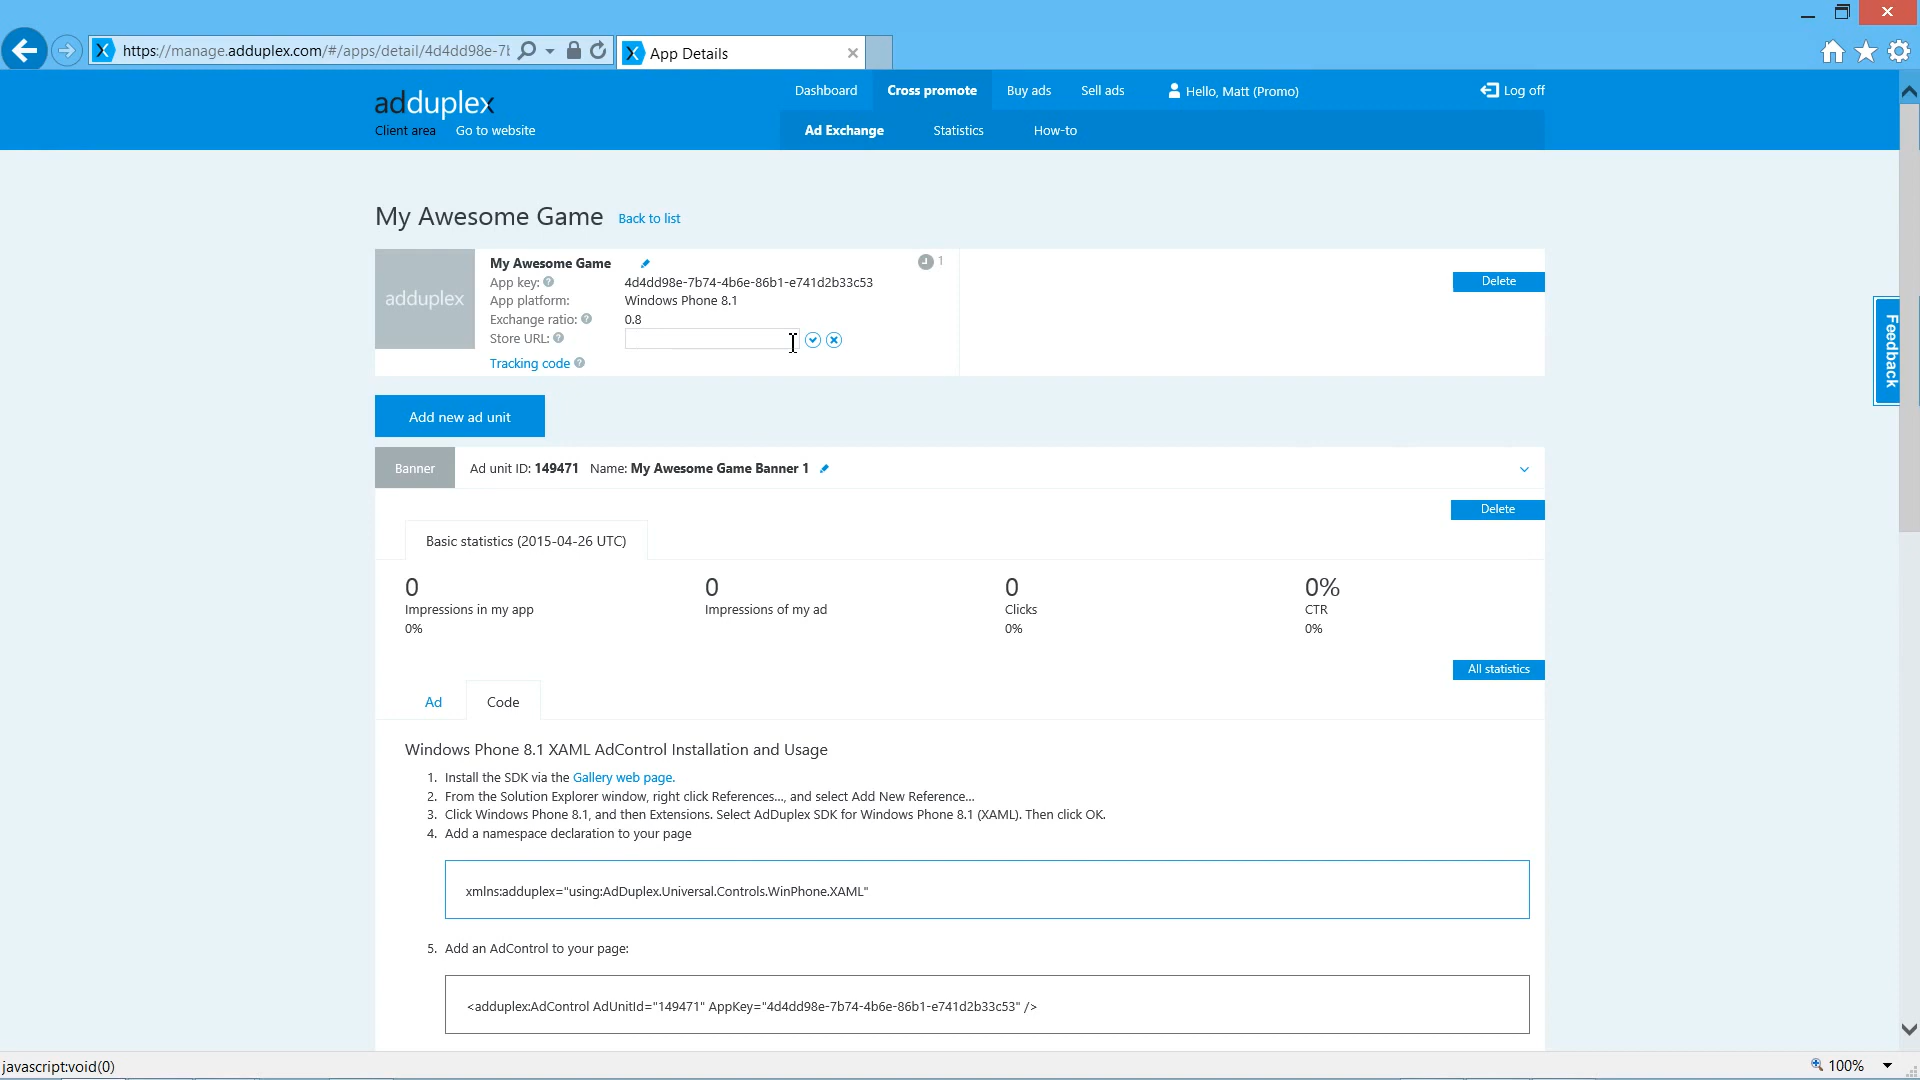 https://manage.adduplex.com/#/apps/detail/4d4dd98e-7b
App Details
adduplex
Client area Go to website
Dashboard Cross promote Buy ads Sell ads Hello, Matt (Promo) Log off
Ad Exchange Statistics How-to
My Awesome Game Back to list
adduplex
My Awesome Game 1
App key: ? 4d4dd98e-7b74-4b6e-86b1-e741d2b33c53
App platform: Windows Phone 8.1
Exchange ratio: ? 0.8
Store URL: ?
Tracking code ?
Delete
Feedback
Add new ad unit
Banner Ad unit ID: 149471 Name: My Awesome Game Banner 1
Delete
Basic statistics (2015-04-26 UTC)
0 0 0 0%
Impressions in my app Impressions of my ad Clicks CTR
0% 0% 0%
All statistics
Ad Code
Windows Phone 8.1 XAML AdControl Installation and Usage
1. Install the SDK via the Gallery web page.
2. From the Solution Explorer window, right click References..., and select Add New Reference...
3. Click Windows Phone 8.1, and then Extensions. Select AdDuplex SDK for Windows Phone 8.1 (XAML). Then click OK.
4. Add a namespace declaration to your page
xmlns:adduplex="using:AdDuplex.Universal.Controls.WinPhone.XAML"
5. Add an AdControl to your page:
<adduplex:AdControl AdUnitId="149471" AppKey="4d4dd98e-7b74-4b6e-86b1-e741d2b33c53" />
javascript:void(0)
100%